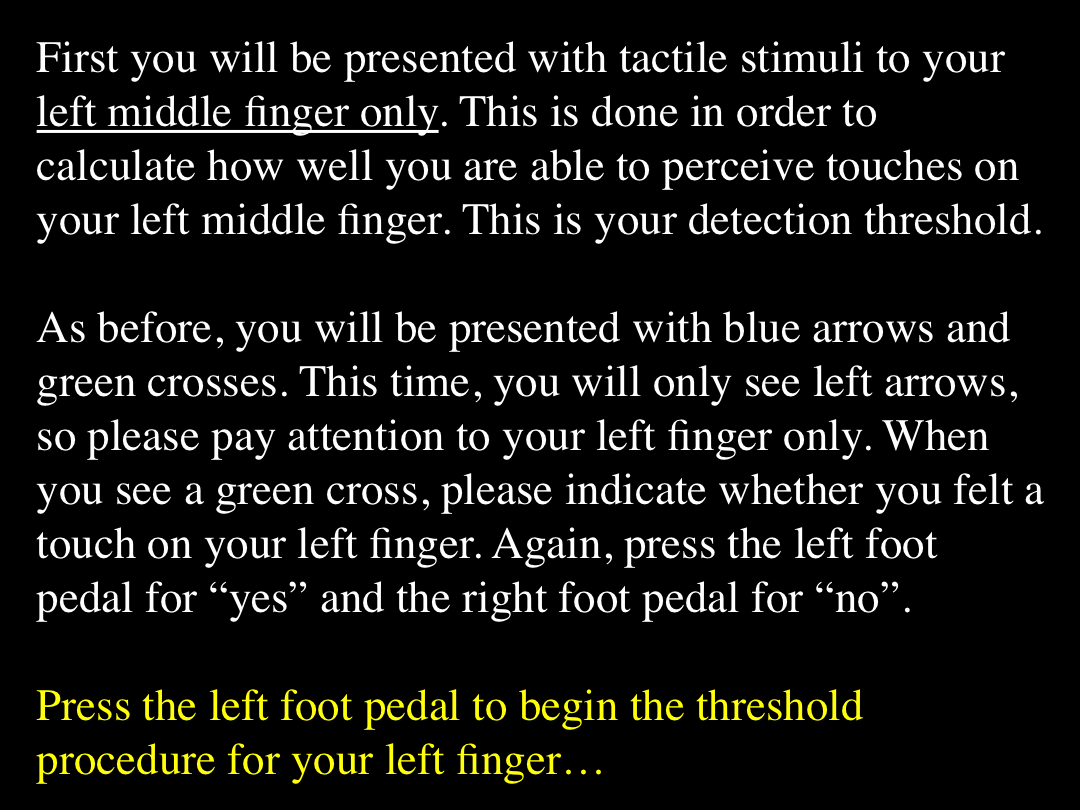 First you will be presented with tactile stimuli to your
left middle finger only. This is done in order to
calculate how well you are able to perceive touches on
your left middle finger. This is your detection threshold.
As before, you will be presented with blue arrows and
green crosses. This time, you will only see left arrows,
so please pay attention to your left finger only. When
you see a green cross, please indicate whether you felt a
touch on your left finger. Again, press the left foot
pedal for “yes” and the right foot pedal for “no”.
Press the left foot pedal to begin the threshold
procedure for your left finger…